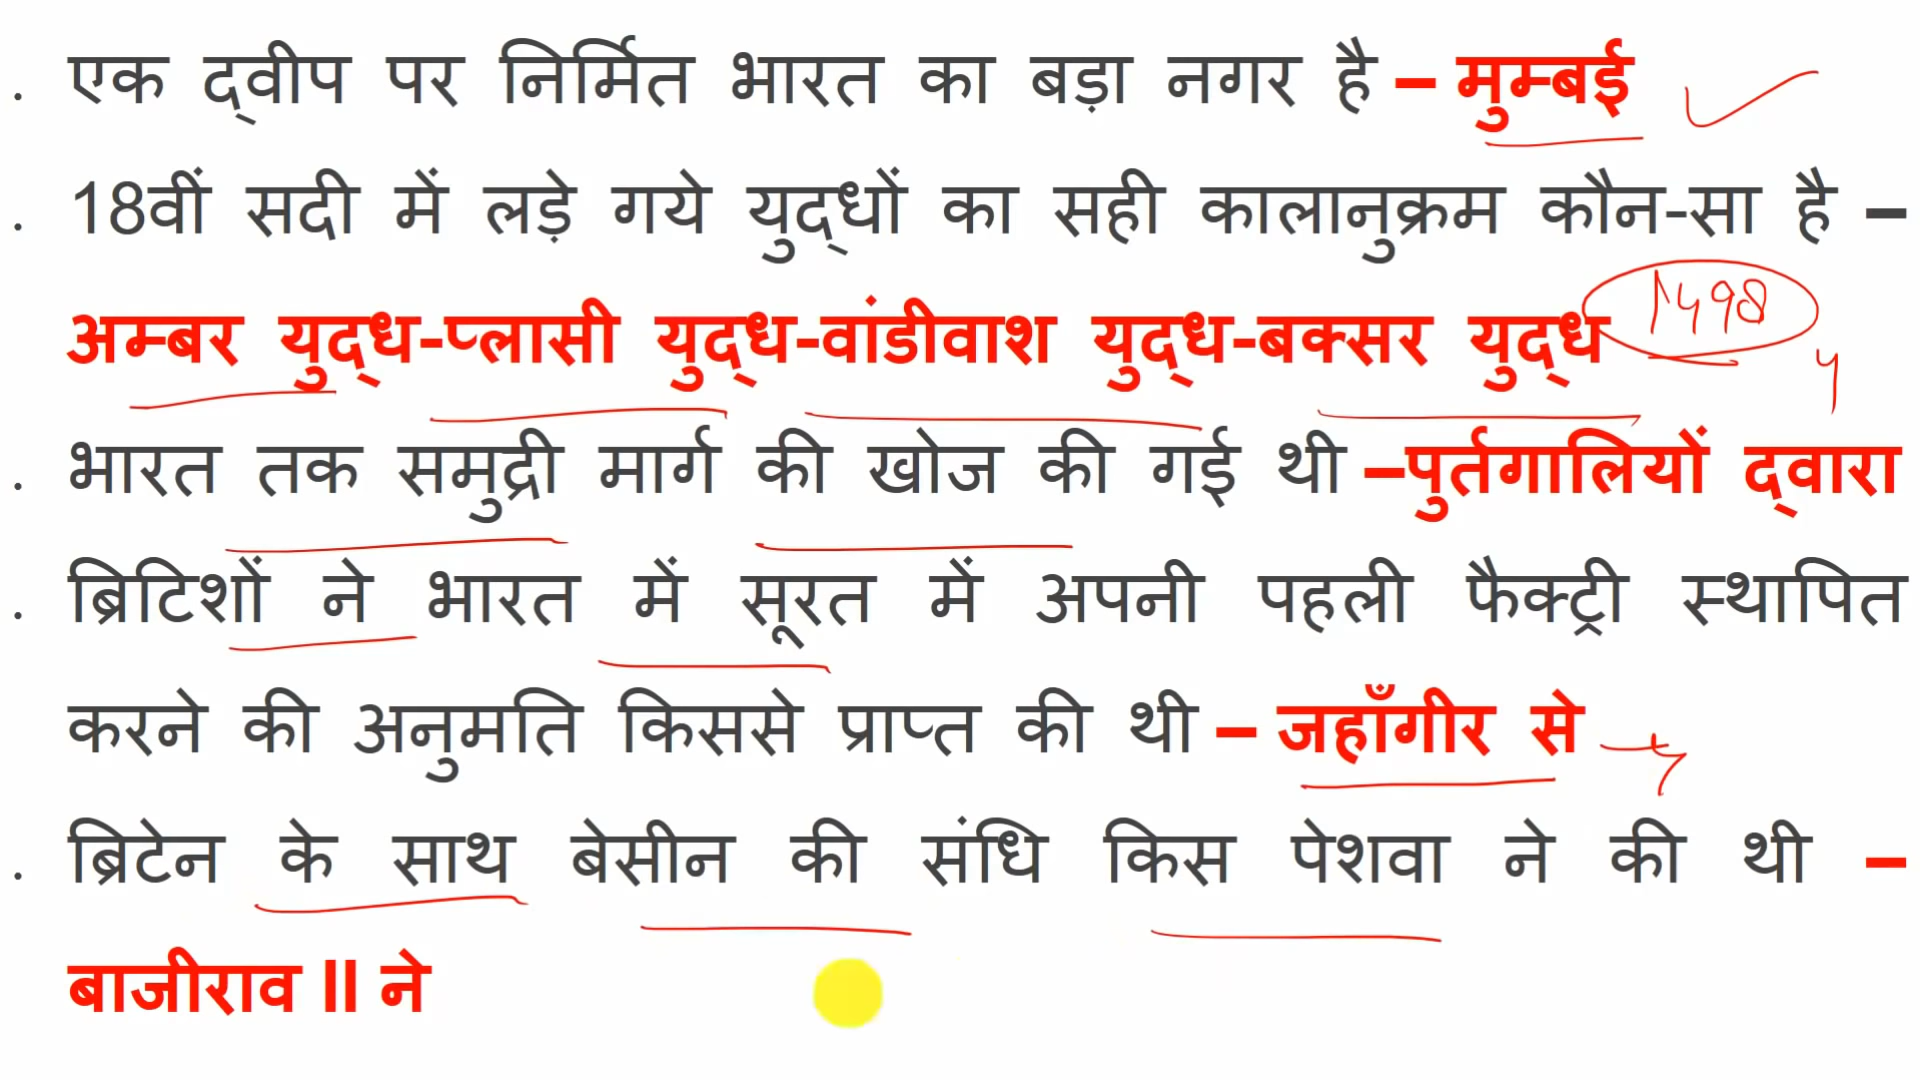 . एक द्वीप पर निर्मित भारत का बड़ा नगर है – मुम्बई
. 18वीं सदी में लड़े गये युद्धों का सही कालानुक्रम कौन-सा है –
अम्बर युद्ध-प्लासी युद्ध-वांडीवाश युद्ध-बक्सर युद्ध 1498
. भारत तक समुद्री मार्ग की खोज की गई थी –पुर्तगालियों द्वारा
. ब्रिटिशों ने भारत में सूरत में अपनी पहली फैक्ट्री स्थापित
करने की अनुमति किससे प्राप्त की थी – जहाँगीर से
. ब्रिटेन के साथ बेसीन की संधि किस पेशवा ने की थी –
बाजीराव II ने